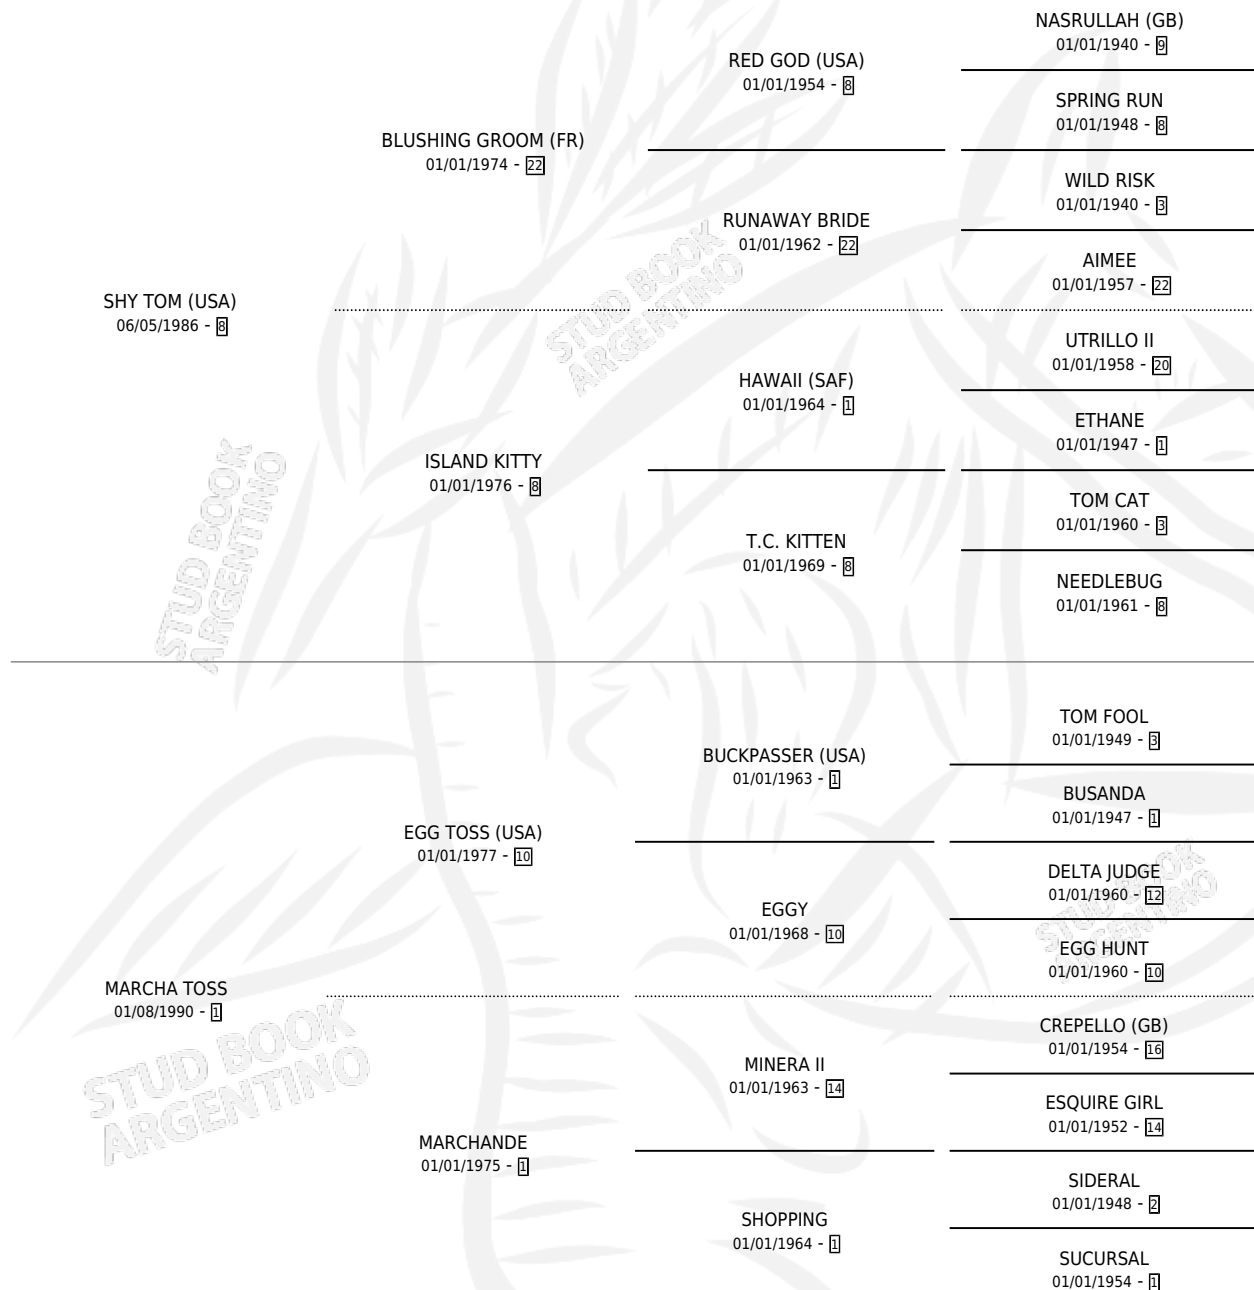 NASRULLAH (GB)
01/01/1940 - 9
RED GOD (USA)
01/01/1954 - 8
SPRING RUN
01/01/1948 - 8
BLUSHING GROOM (FR)
01/01/1974 - 22
WILD RISK
01/01/1940 - 3
RUNAWAY BRIDE
01/01/1962 - 22
AIMEE
01/01/1957 - 22
SHY TOM (USA)
06/05/1986 - 8
UTRILLO II
01/01/1958 - 20
HAWAII (SAF)
01/01/1964 - 1
ETHANE
01/01/1947 - 1
ISLAND KITTY
01/01/1976 - 8
TOM CAT
01/01/1960 - 3
T.C. KITTEN
01/01/1969 - 8
NEEDLEBUG
01/01/1961 - 8
TOM FOOL
01/01/1949 - 3
BUCKPASSER (USA)
01/01/1963 - 1
BUSANDA
01/01/1947 - 1
EGG TOSS (USA)
01/01/1977 - 10
DELTA JUDGE
01/01/1960 - 12
EGGY
01/01/1968 - 10
EGG HUNT
01/01/1960 - 10
MARCHA TOSS
01/08/1990 - 1
CREPELLO (GB)
01/01/1954 - 16
MINERA II
01/01/1963 - 14
ESQUIRE GIRL
01/01/1952 - 14
MARCHANDE
01/01/1975 - 1
SIDERAL
01/01/1948 - 2
SHOPPING
01/01/1964 - 1
SUCURSAL
01/01/1954 - 1
STUD BOOK
ARGENTINO
STUD BOOK
ARGENTINO
STUD BOOK
ARGENTINO
STUD BOOK
ARGENTINO